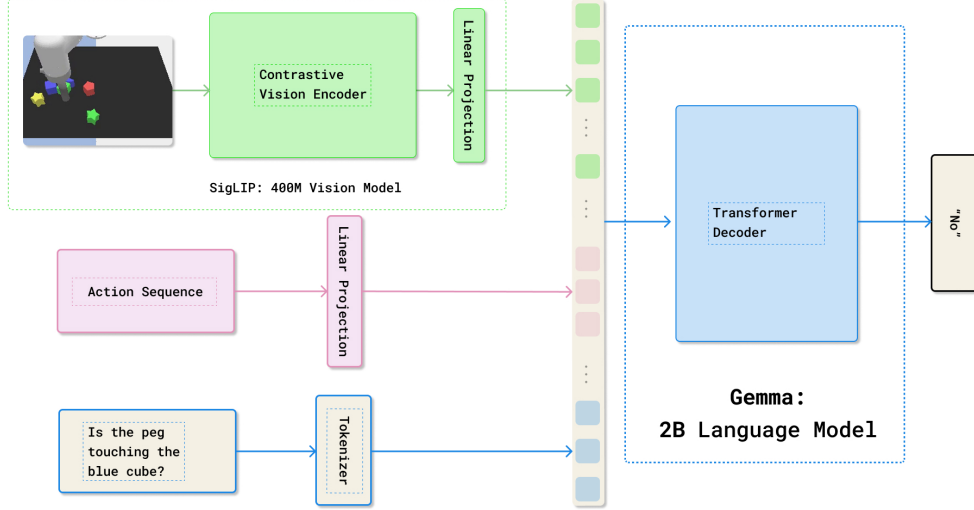 Contrastive
Vision Encoder
Linear Projection
SigLIP: 400M Vision Model
Action Sequence
Linear Projection
Is the peg
touching the
blue cube?
Tokenizer
Transformer
Decoder
Gemma:
2B Language Model
"No"